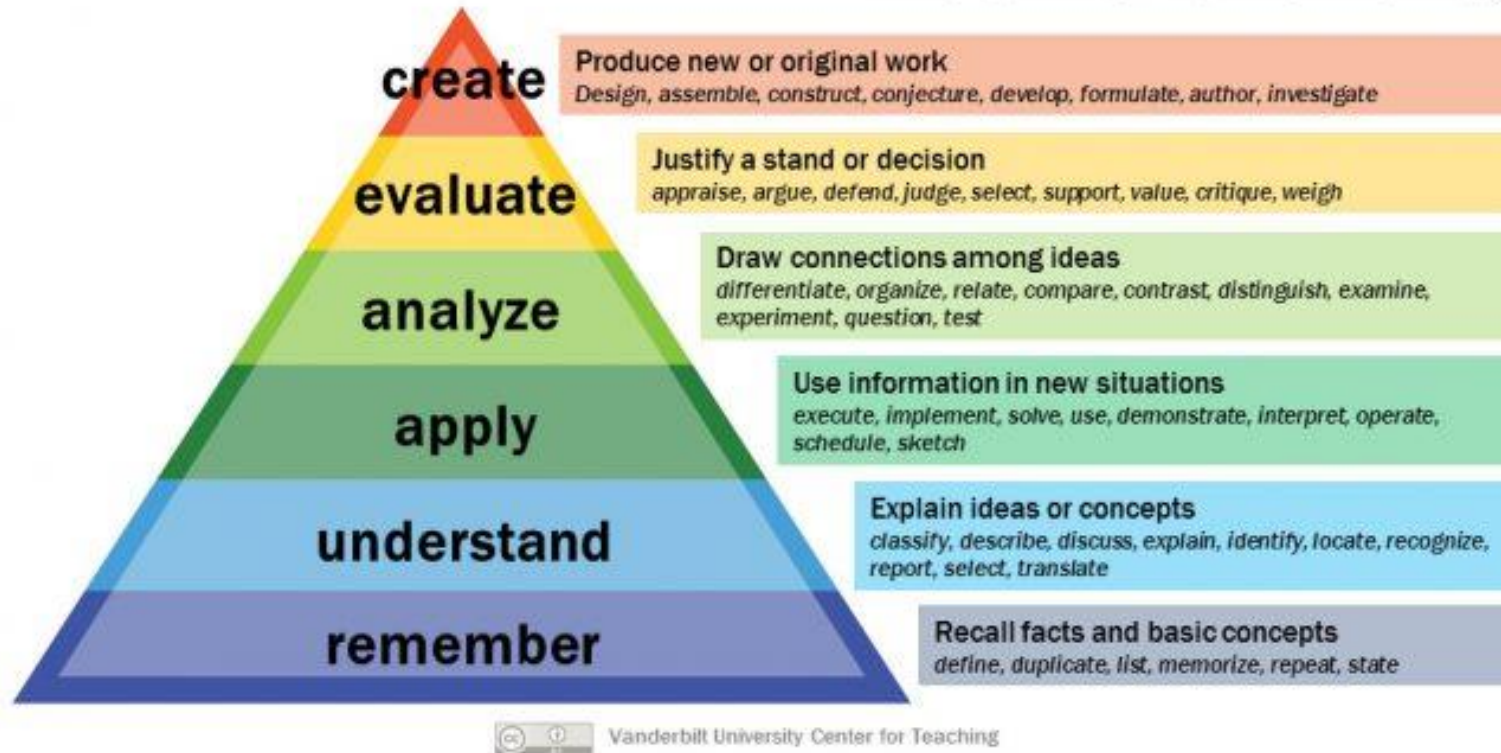 create
Produce new or original work
Design, assemble, construct, conjecture, develop, formulate, author, investigate
evaluate
Justify a stand or decision
appraise, argue, defend, judge, select, support, value, critique, weigh
analyze
Draw connections among ideas
differentiate, organize, relate, compare, contrast, distinguish, examine,
experiment, question, test
apply
Use information in new situations
execute, implement, solve, use, demonstrate, interpret, operate,
schedule, sketch
understand
Explain ideas or concepts
classify, describe, discuss, explain, identify, locate, recognize,
report, select, translate
remember
Recall facts and basic concepts
define, duplicate, list, memorize, repeat, state
cc
Vanderbilt University Center for Teaching